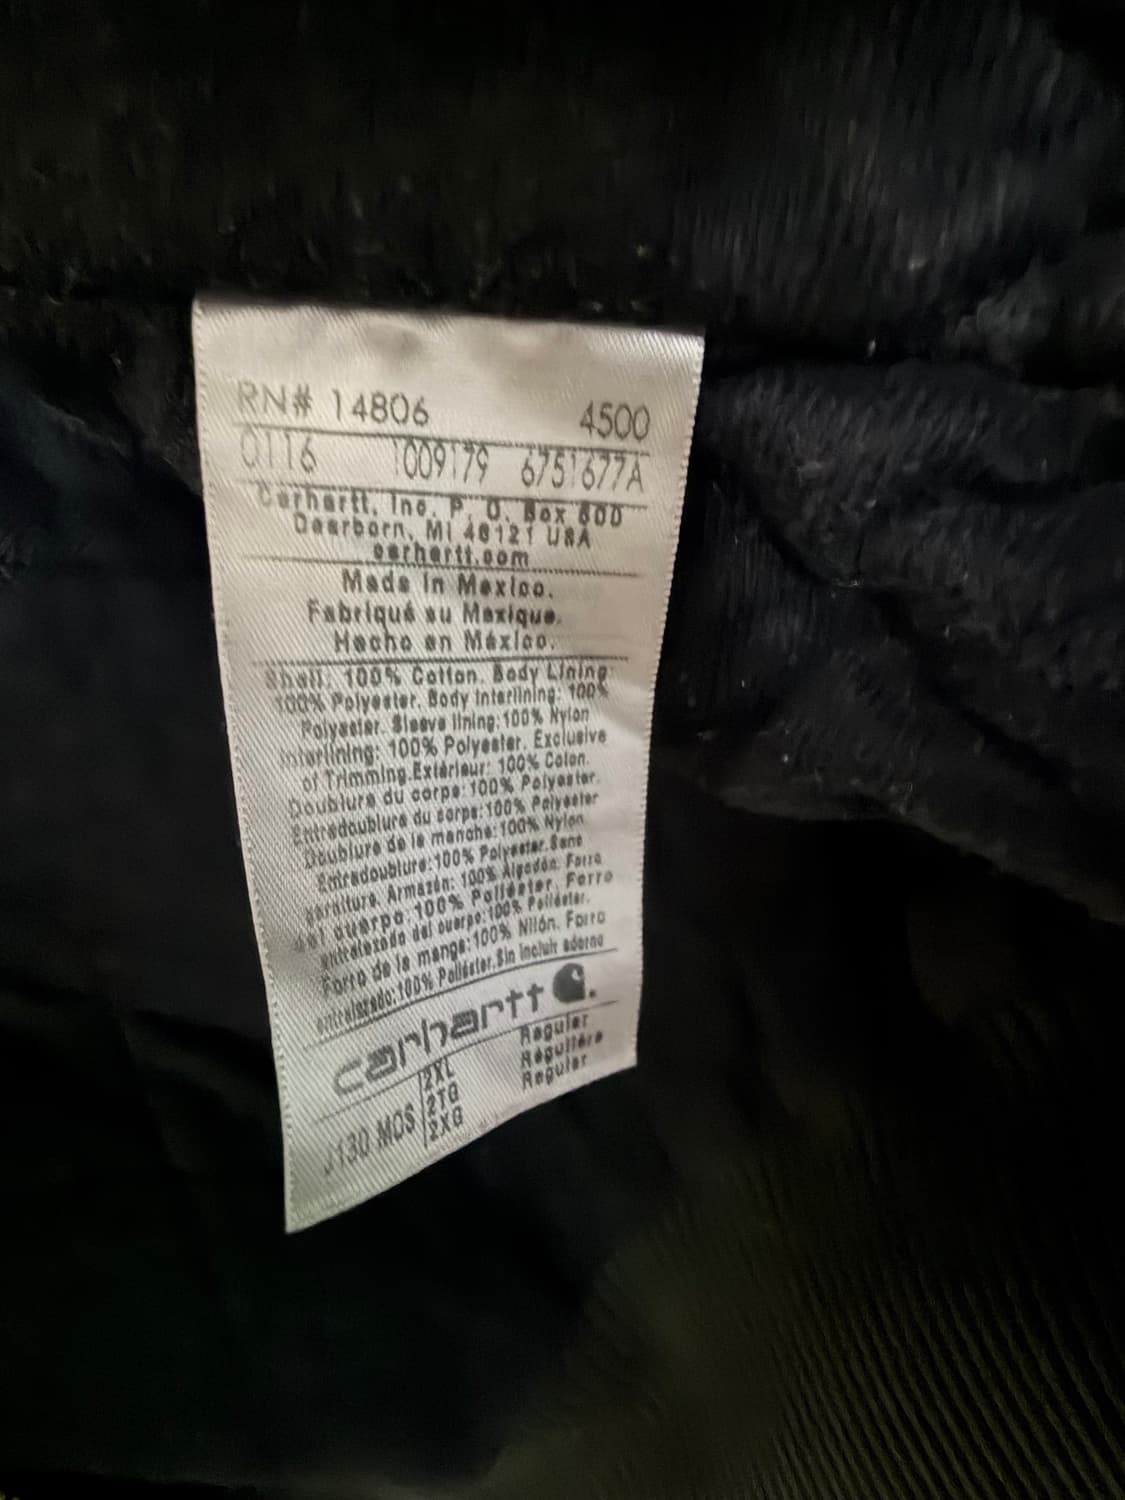 RN# 14806 4500
0116 1009179 6751677A
Carhartt, Inc. P. O. Box 600
Dearborn, MI 48121 USA
carhartt.com
Made In Mexico.
Fabriqué au Mexique.
Hecho en México.
Shell: 100% Cotton. Body Lining:
100% Polyester. Body Interlining: 100%
Polyester. Sleeve lining: 100% Nylon
Interlining: 100% Polyester. Exclusive
of Trimming. Extérieur: 100% Coton.
Doublure du corps: 100% Polyester.
Entredoublure du corps: 100% Polyester
Doublure de la manche: 100% Nylon
Entredoublure: 100% Polyester. Sans
garniture. Armazón: 100% Algodón. Forro
del cuerpo: 100% Poliéster. Forro
entrelazado del cuerpo: 100% Poliéster.
Forro de la manga: 100% Nilón. Forro
entrelazado: 100% Poliéster. Sin incluir adorno
carhartt
J130 MOS 2XL Regular
2TG Régulière
2XG Regular